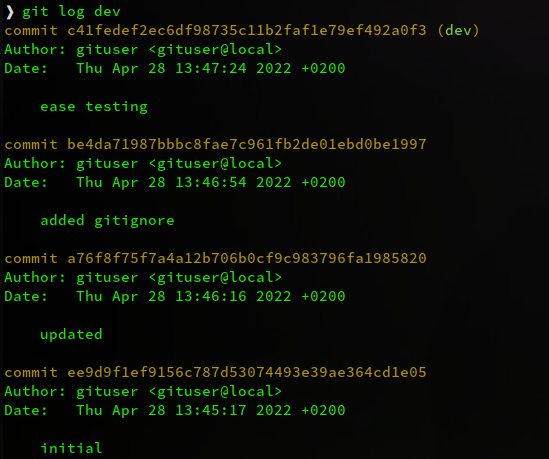 ❯ git log dev
commit c41fedef2ec6df98735c11b2faf1e79ef492a0f3 (dev)
Author: gituser <gituser@local>
Date:   Thu Apr 28 13:47:24 2022 +0200
    ease testing
commit be4da71987bbbc8fae7c961fb2de01ebd0be1997
Author: gituser <gituser@local>
Date:   Thu Apr 28 13:46:54 2022 +0200
    added gitignore
commit a76f8f75f7a4a12b706b0cf9c983796fa1985820
Author: gituser <gituser@local>
Date:   Thu Apr 28 13:46:16 2022 +0200
    updated
commit ee9d9f1ef9156c787d53074493e39ae364cd1e05
Author: gituser <gituser@local>
Date:   Thu Apr 28 13:45:17 2022 +0200
    initial